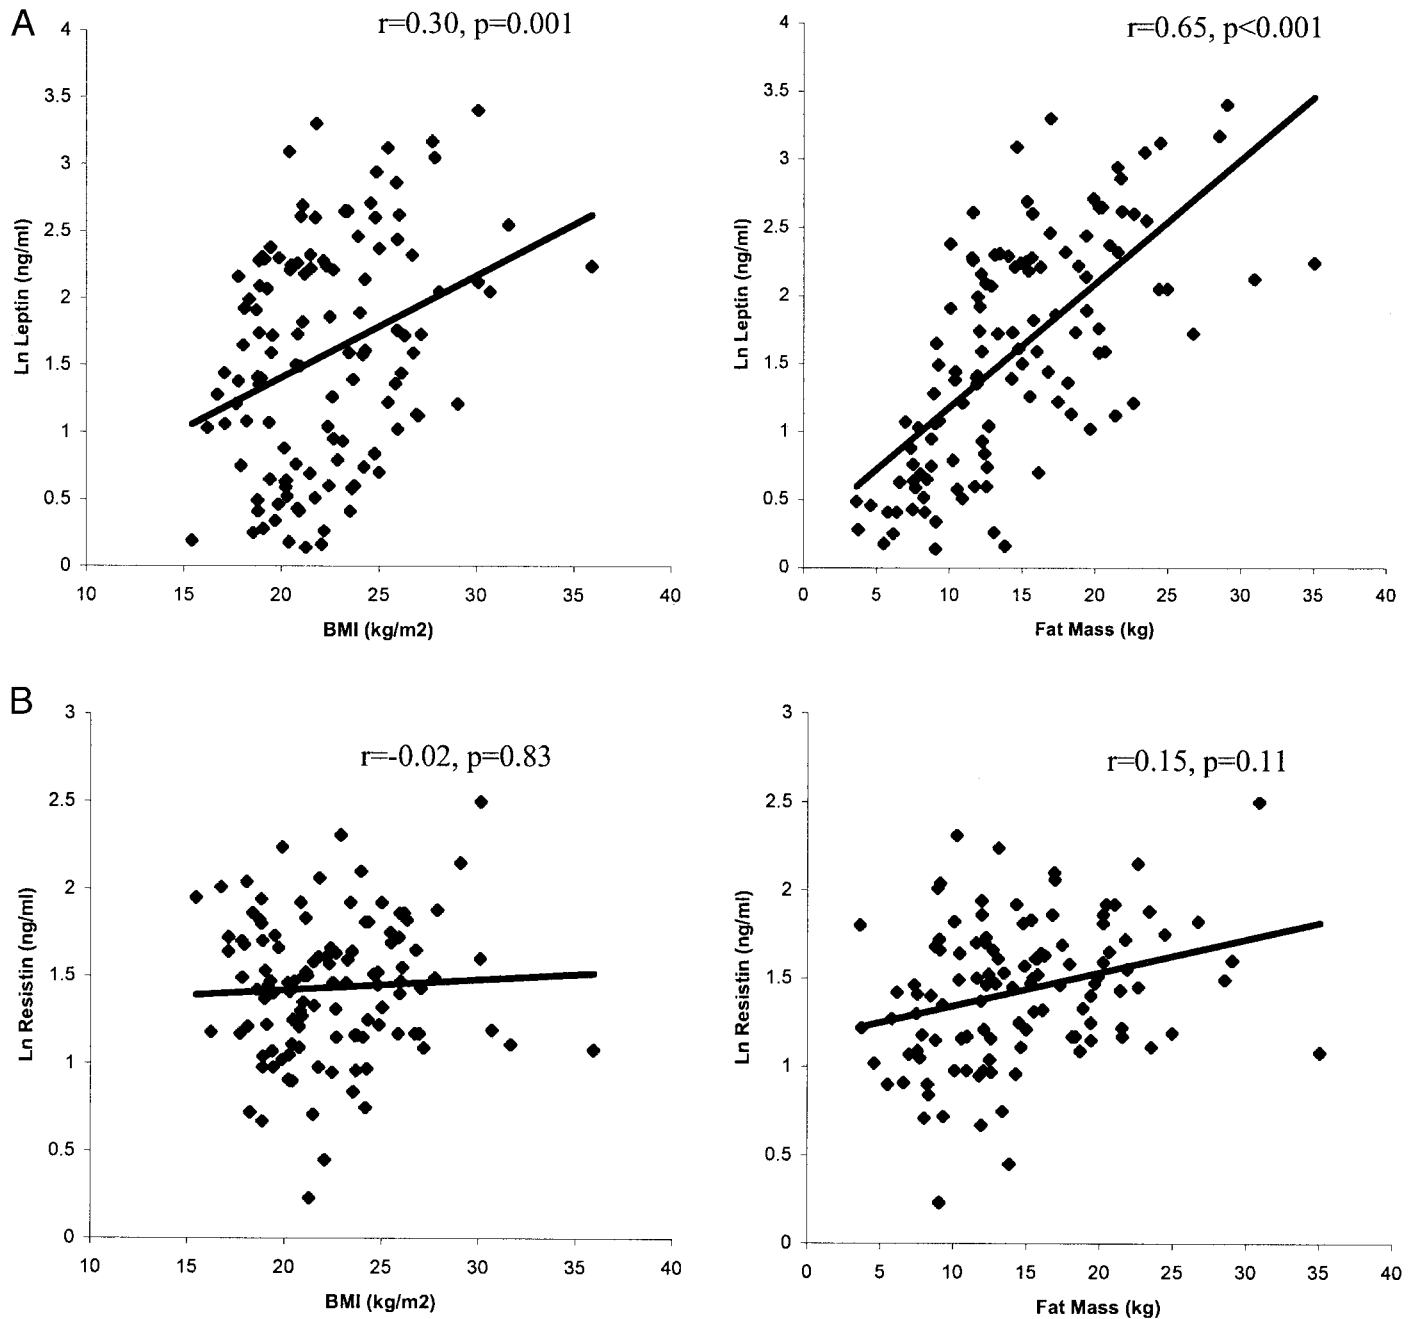 A
r=0.30, p=0.001
4
3.5
3
2.5
2
1.5
1
0.5
0
Ln Leptin (ng/ml)
10 15 20 25 30 35 40
BMI (kg/m2)
r=0.65, p<0.001
4
3.5
3
2.5
2
1.5
1
0.5
0
Ln Leptin (ng/ml)
0 5 10 15 20 25 30 35 40
Fat Mass (kg)
B
r=-0.02, p=0.83
3
2.5
2
1.5
1
0.5
0
Ln Resistin (ng/ml)
10 15 20 25 30 35 40
BMI (kg/m2)
r=0.15, p=0.11
3
2.5
2
1.5
1
0.5
0
Ln Resistin (ng/ml)
0 5 10 15 20 25 30 35 40
Fat Mass (kg)